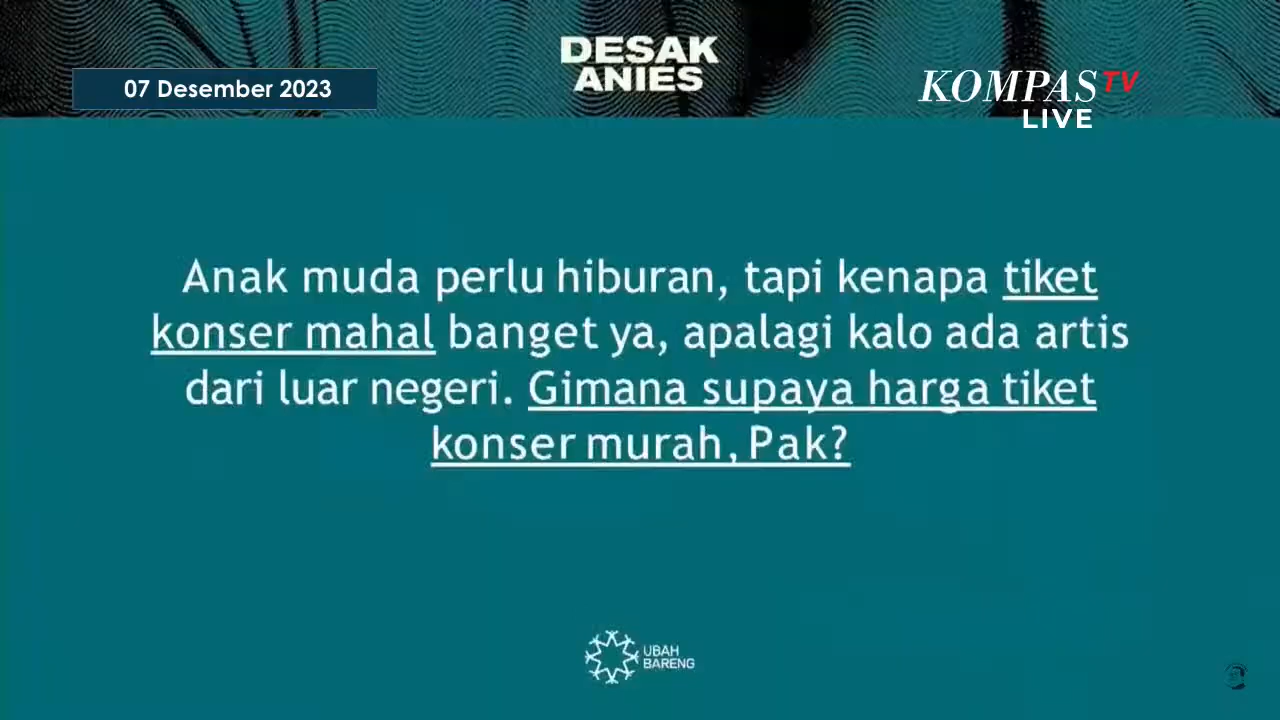 DESAK
ANIES
07 Desember 2023
KOMPAS TV
LIVE
Anak muda perlu hiburan, tapi kenapa tiket
konser mahal banget ya, apalagi kalo ada artis
dari luar negeri. Gimana supaya harga tiket
konser murah, Pak?
UBAH
BARENG